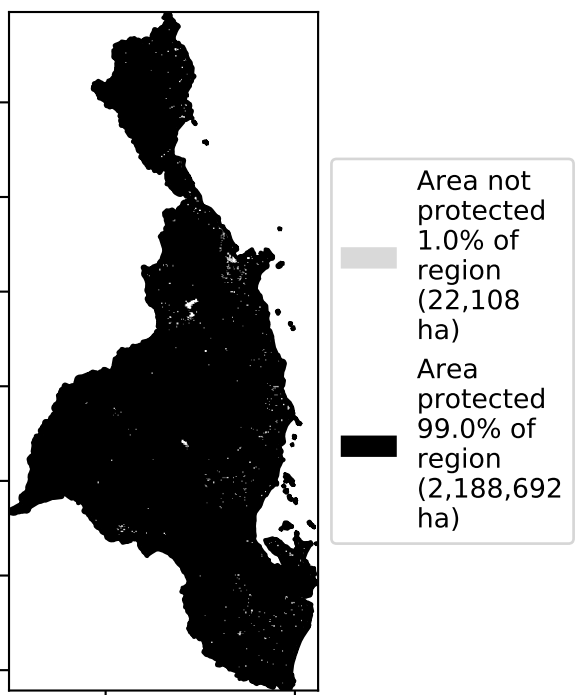 Area not
protected
1.0% of
region
(22,108
ha)
Area
protected
99.0% of
region
(2,188,692
ha)